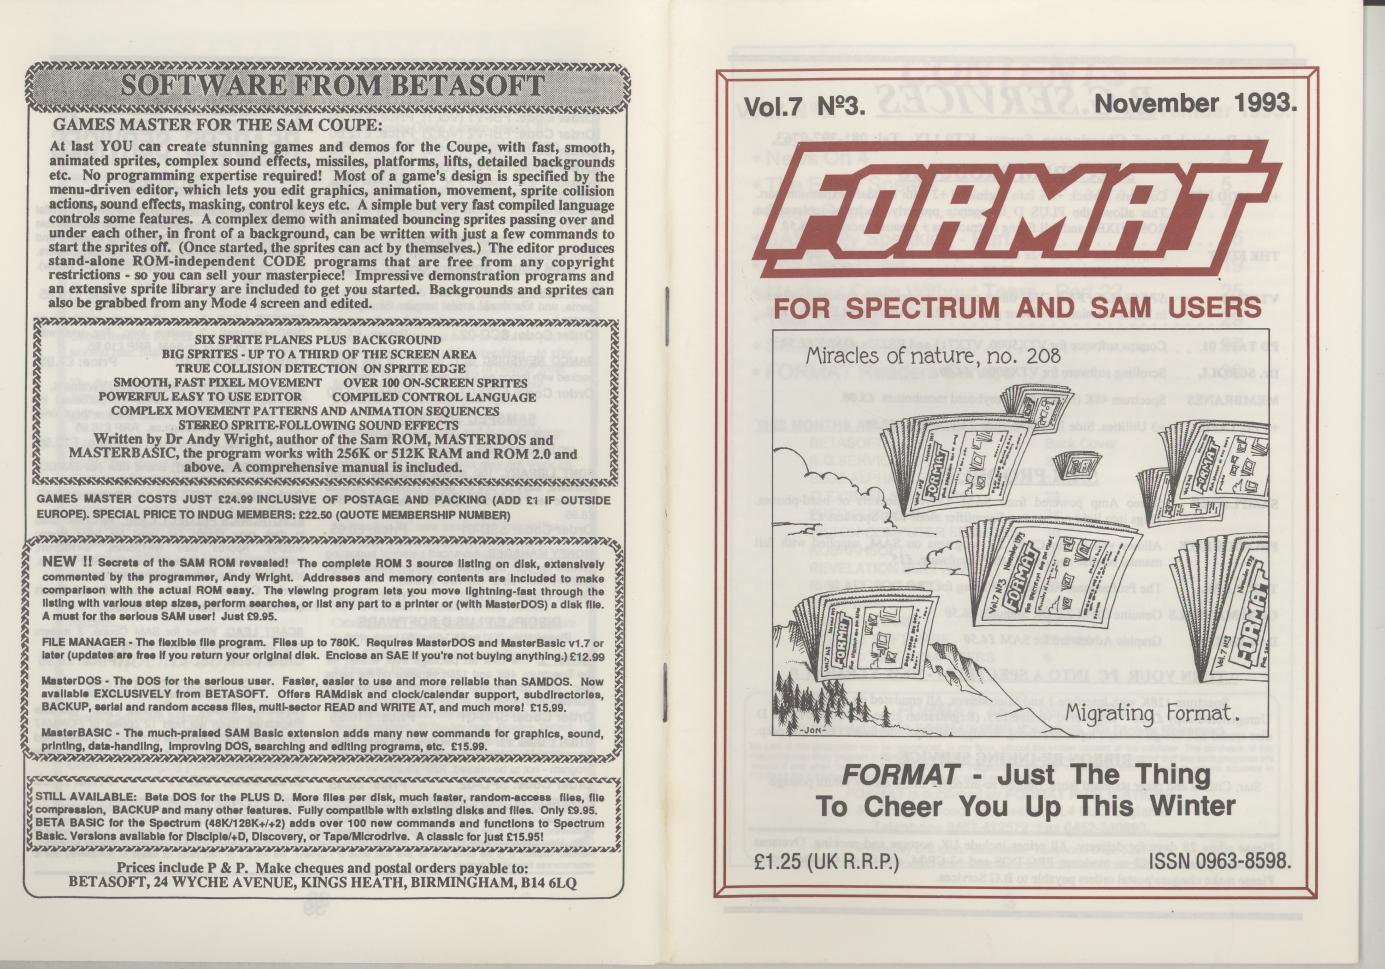 SOFTWARE FROM BETASOFT
GAMES MASTER FOR THE SAM COUPE:
At last YOU can create stunning games and demos for the Coupe, with fast, smooth,
animated sprites, complex sound effects, missiles, platforms, lifts, detailed backgrounds
etc. No programming expertise required! Most of a game's design is specified by the
menu-driven editor, which lets you edit graphics, animation, movement, sprite collision
actions, sound effects, masking, control keys etc. A simple but very fast compiled language
controls some features. A complex demo with animated bouncing sprites passing over and
under each other, in front of a background, can be written with just a few commands to
start the sprites off. (Once started, the sprites can act by themselves.) The editor produces
stand-alone ROM-independent CODE programs that are free from any copyright
restrictions - so you can sell your masterpiece! Impressive demonstration programs and
an extensive sprite library are included to get you started. Backgrounds and sprites can
also be grabbed from any Mode 4 screen and edited.
SIX SPRITE PLANES PLUS BACKGROUND
BIG SPRITES - UP TO A THIRD OF THE SCREEN AREA
TRUE COLLISION DETECTION ON SPRITE EDGE
SMOOTH, FAST PIXEL MOVEMENT OVER 100 ON-SCREEN SPRITES
POWERFUL EASY TO USE EDITOR COMPILED CONTROL LANGUAGE
COMPLEX MOVEMENT PATTERNS AND ANIMATION SEQUENCES
STEREO SPRITE-FOLLOWING SOUND EFFECTS
Written by Dr Andy Wright, author of the Sam ROM, MASTERDOS and
MASTERBASIC, the program works with 256K or 512K RAM and ROM 2.0 and
above. A comprehensive manual is included.
GAMES MASTER COSTS JUST £24.99 INCLUSIVE OF POSTAGE AND PACKING (ADD £1 IF OUTSIDE
EUROPE). SPECIAL PRICE TO INDUG MEMBERS: £22.50 (QUOTE MEMBERSHIP NUMBER)
NEW !! Secrets of the SAM ROM revealed! The complete ROM 3 source listing on disk, extensively
commented by the programmer, Andy Wright. Addresses and memory contents are included to make
comparison with the actual ROM easy. The viewing program lets you move lightning-fast through the
listing with various step sizes, perform searches, or list any part to a printer or (with MasterDOS) a disk file.
A must for the serious SAM user! Just £9.95.
FILE MANAGER - The flexible file program. Files up to 780K. Requires MasterDOS and MasterBasic v1.7 or
later (updates are free if you return your original disk. Enclose an SAE if you're not buying anything.) £12.99
MasterDOS - The DOS for the serious user. Faster, easier to use and more reliable than SAMDOS. Now
available EXCLUSIVELY from BETASOFT. Offers RAMdisk and clock/calendar support, subdirectories,
BACKUP, serial and random access files, multi-sector READ and WRITE AT, and much more! £15.99.
MasterBASIC - The much-praised SAM Basic extension adds many new commands for graphics, sound,
printing, data-handling, improving DOS, searching and editing programs, etc. £15.99.
STILL AVAILABLE: Beta DOS for the PLUS D. More files per disk, much faster, random-access files, file
compression, BACKUP and many other features. Fully compatible with existing disks and files. Only £9.95.
BETA BASIC for the Spectrum (48K/128K+/+2) adds over 100 new commands and functions to Spectrum
Basic. Versions available for Disciple/+D, Discovery, or Tape/Microdrive. A classic for just £15.95!
Prices include P & P. Make cheques and postal orders payable to:
BETASOFT, 24 WYCHE AVENUE, KINGS HEATH, BIRMINGHAM, B14 6LQ
Vol.7 Nº3. November 1993.
FORMAT
FOR SPECTRUM AND SAM USERS
Miracles of nature, no. 208
FORMAT
FORMAT
Vol.7 Nº3 FORMAT November 1993
FORMAT
Vol.7 Nº3 FORMAT
Migrating Format.
-JON-
FORMAT - Just The Thing
To Cheer You Up This Winter
£1.25 (UK R.R.P.) ISSN 0963-8598.